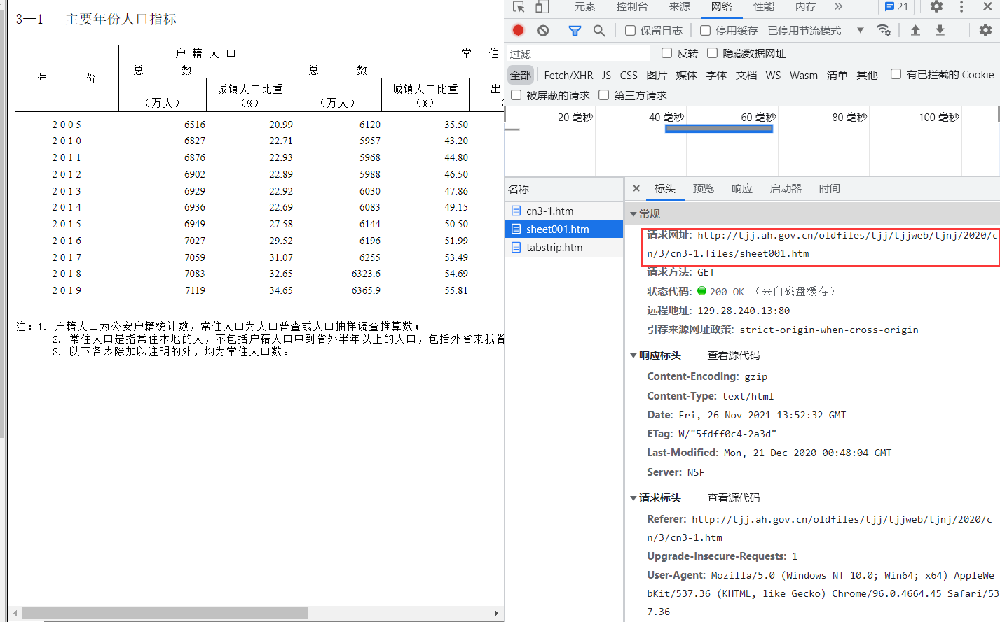 3—1 主要年份人口指标
户 籍 人 口 常 住
年 份 总 数 总 数
城镇人口比重 城镇人口比重 出
（万人） （%） （万人） （%）
2005 6516 20.99 6120 35.50
2010 6827 22.71 5957 43.20
2011 6876 22.93 5968 44.80
2012 6902 22.89 5988 46.50
2013 6929 22.92 6030 47.86
2014 6936 22.69 6083 49.15
2015 6949 27.58 6144 50.50
2016 7027 29.52 6196 51.99
2017 7059 31.07 6255 53.49
2018 7083 32.65 6323.6 54.69
2019 7119 34.65 6365.9 55.81
注：1. 户籍人口为公安户籍统计数，常住人口为人口普查或人口抽样调查推算数；
2. 常住人口是指常住本地的人，不包括户籍人口中到省外半年以上的人口，包括外省来我省
3. 以下各表除加以注明的外，均为常住人口数。
元素 控制台 来源 网络 性能 内存 » 21
保留日志 停用缓存 已停用节流模式
过滤 反转 隐藏数据网址
全部 Fetch/XHR JS CSS 图片 媒体 字体 文档 WS Wasm 清单 其他 有已拦截的 Cookie
被屏蔽的请求 第三方请求
20 毫秒 40 毫秒 60 毫秒 80 毫秒 100 毫秒
名称
cn3-1.htm
sheet001.htm
tabstrip.htm
× 标头 预览 响应 启动器 时间
常规
请求网址: http://tjj.ah.gov.cn/oldfiles/tjj/tjjweb/tjnj/2020/c
n/3/cn3-1.files/sheet001.htm
请求方法: GET
状态代码: 200 OK （来自磁盘缓存）
远程地址: 129.28.240.13:80
引荐来源网址政策: strict-origin-when-cross-origin
响应标头 查看源代码
Content-Encoding: gzip
Content-Type: text/html
Date: Fri, 26 Nov 2021 13:52:32 GMT
ETag: W/"5fdff0c4-2a3d"
Last-Modified: Mon, 21 Dec 2020 00:48:04 GMT
Server: NSF
请求标头 查看源代码
Referer: http://tjj.ah.gov.cn/oldfiles/tjj/tjjweb/tjnj/2020/c
n/3/cn3-1.htm
Upgrade-Insecure-Requests: 1
User-Agent: Mozilla/5.0 (Windows NT 10.0; Win64; x64) AppleWe
bKit/537.36 (KHTML, like Gecko) Chrome/96.0.4664.45 Safari/53
7.36